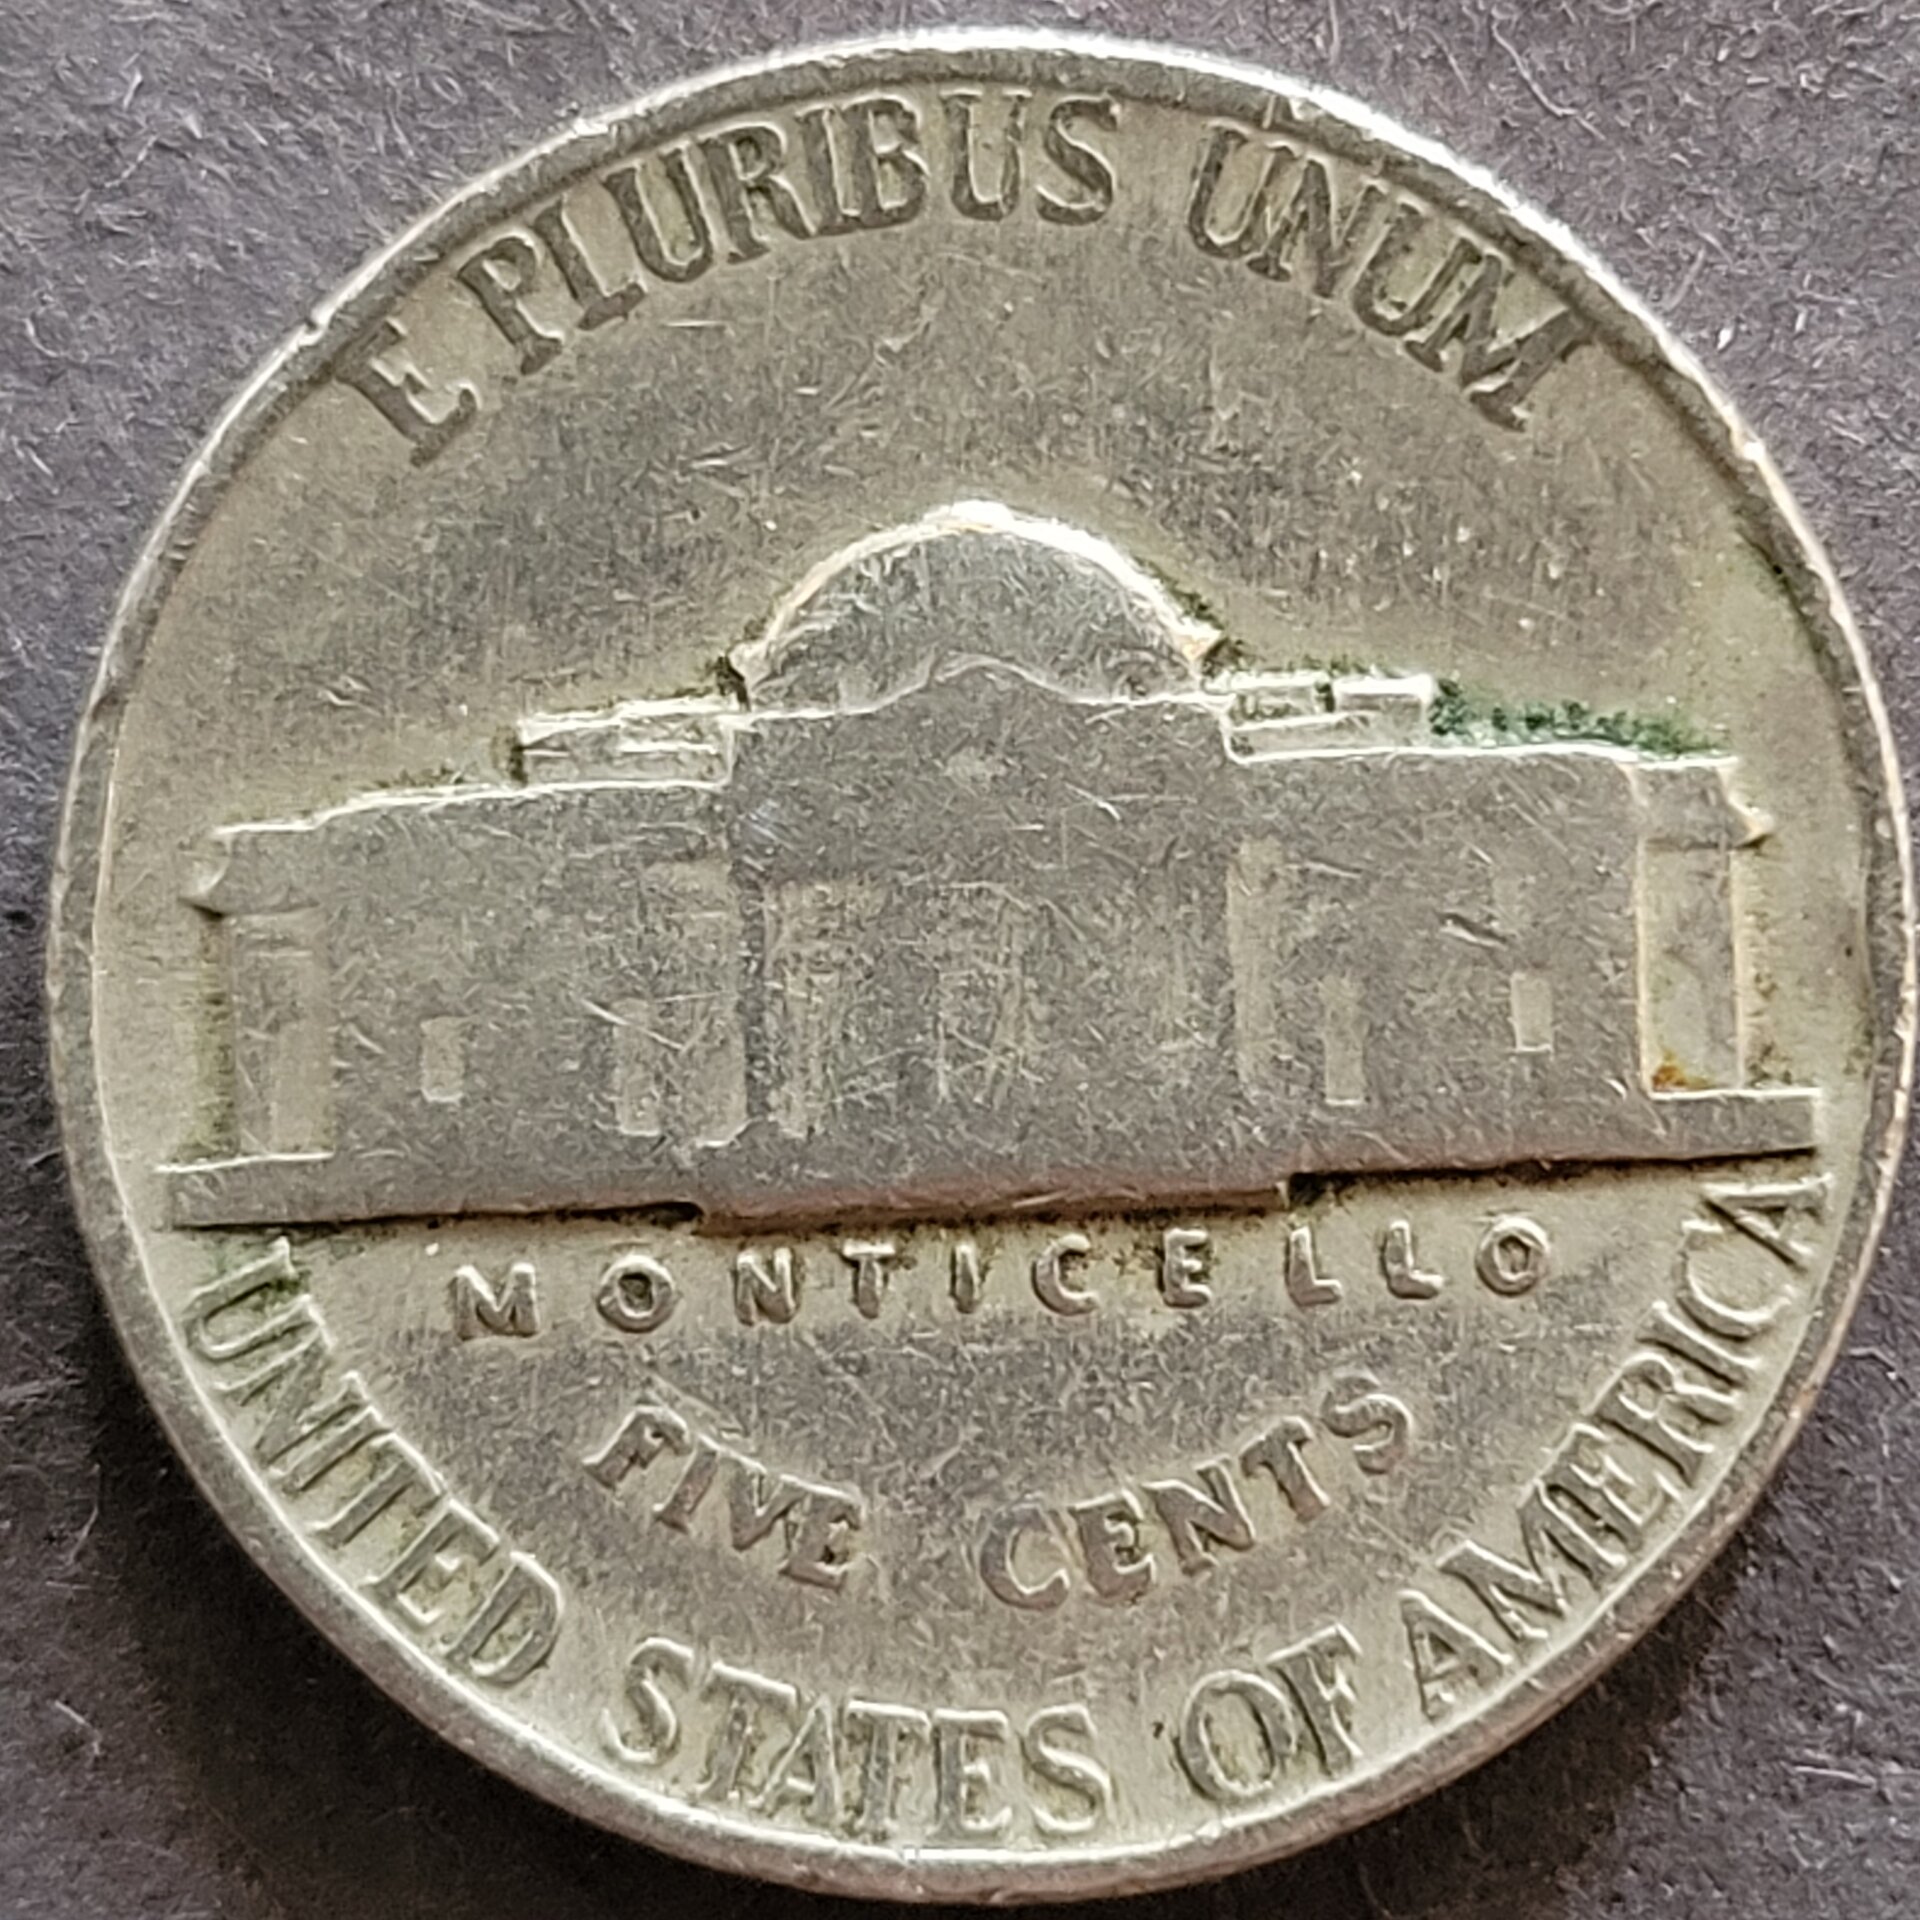 E PLURIBUS UNUM
MONTICELLO
FIVE CENTS
UNITED STATES OF AMERICA